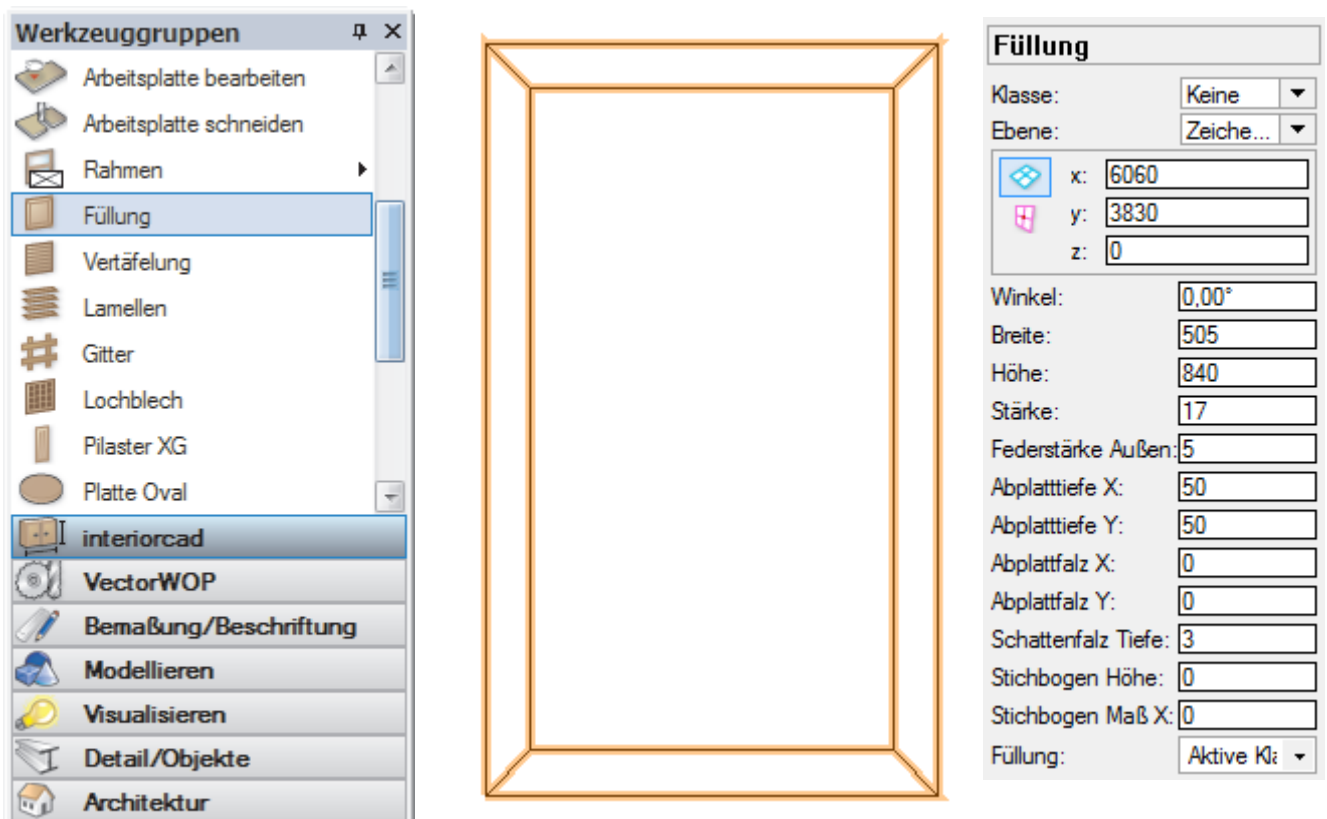 Werkzeuggruppen
Arbeitsplatte bearbeiten
Arbeitsplatte schneiden
Rahmen
Füllung
Vertäfelung
Lamellen
Gitter
Lochblech
Pilaster XG
Platte Oval
interiorcad
VectorWOP
Bemaßung/Beschriftung
Modellieren
Visualisieren
Detail/Objekte
Architektur
Füllung
Klasse: Keine
Ebene: Zeiche...
x: 6060
y: 3830
z: 0
Winkel: 0,00°
Breite: 505
Höhe: 840
Stärke: 17
Federstärke Außen: 5
Abplatttiefe X: 50
Abplatttiefe Y: 50
Abplattfalz X: 0
Abplattfalz Y: 0
Schattenfalz Tiefe: 3
Stichbogen Höhe: 0
Stichbogen Maß X: 0
Füllung: Aktive Kla